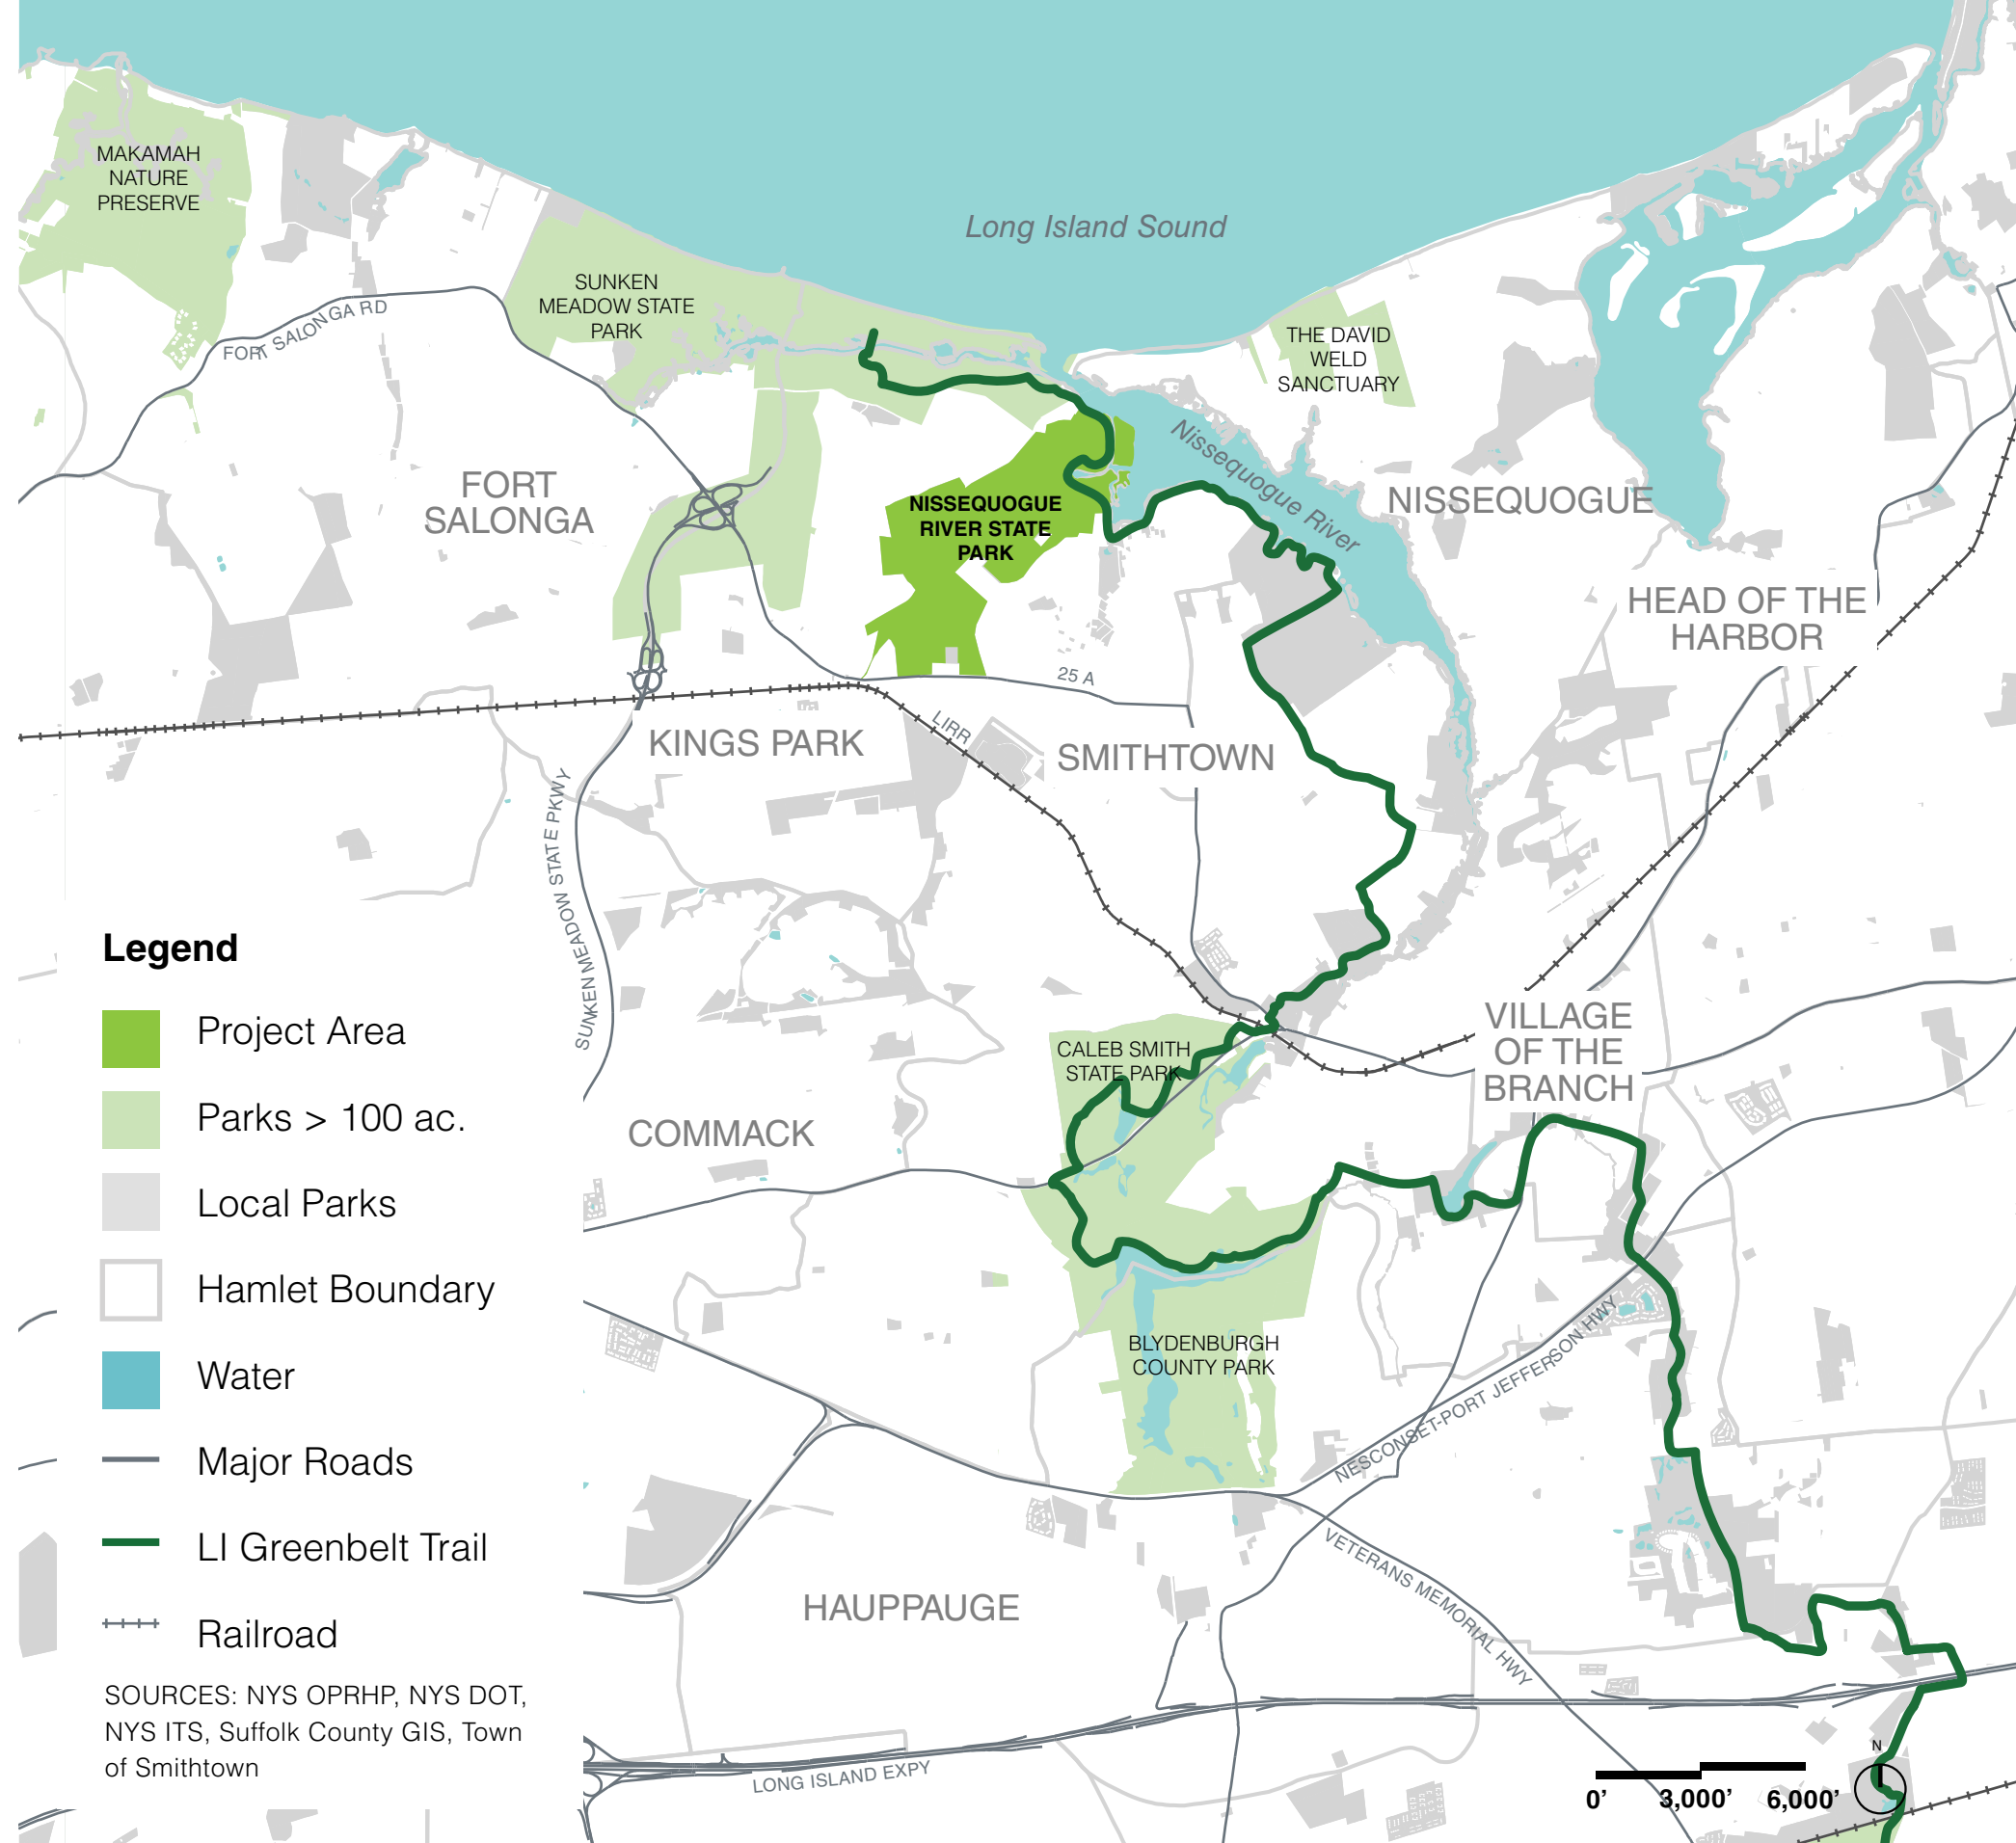 MAKAMAH
NATURE
PRESERVE
Long Island Sound
SUNKEN
MEADOW STATE
PARK
FORT SALONGA RD
THE DAVID
WELD
SANCTUARY
Nissequogue River
FORT
SALONGA
NISSEQUOGUE
RIVER STATE
PARK
NISSEQUOGUE
HEAD OF THE
HARBOR
25 A
LIRR
KINGS PARK
SMITHTOWN
SUNKEN MEADOW STATE PKWY
VILLAGE
OF THE
BRANCH
CALEB SMITH
STATE PARK
COMMACK
BLYDENBURGH
COUNTY PARK
NESCONSET-PORT JEFFERSON HWY
VETERANS MEMORIAL HWY
HAUPPAUGE
LONG ISLAND EXPY
Legend
Project Area
Parks > 100 ac.
Local Parks
Hamlet Boundary
Water
Major Roads
LI Greenbelt Trail
Railroad
SOURCES: NYS OPRHP, NYS DOT,
NYS ITS, Suffolk County GIS, Town
of Smithtown
N
0' 3,000' 6,000'